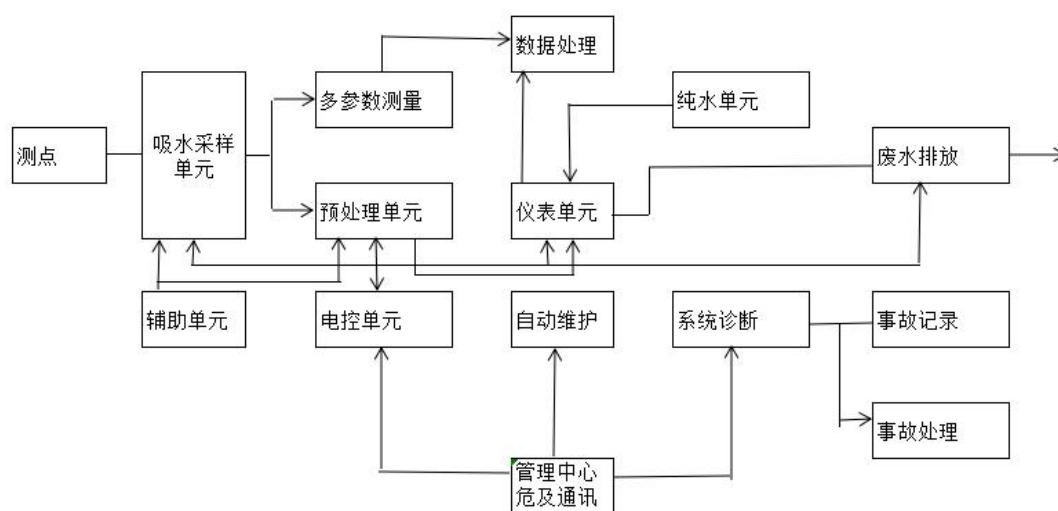 数据处理
多参数测量
纯水单元
测点
吸水采样
单元
废水排放
预处理单元
仪表单元
辅助单元
电控单元
自动维护
系统诊断
事故记录
事故处理
管理中心
危及通讯